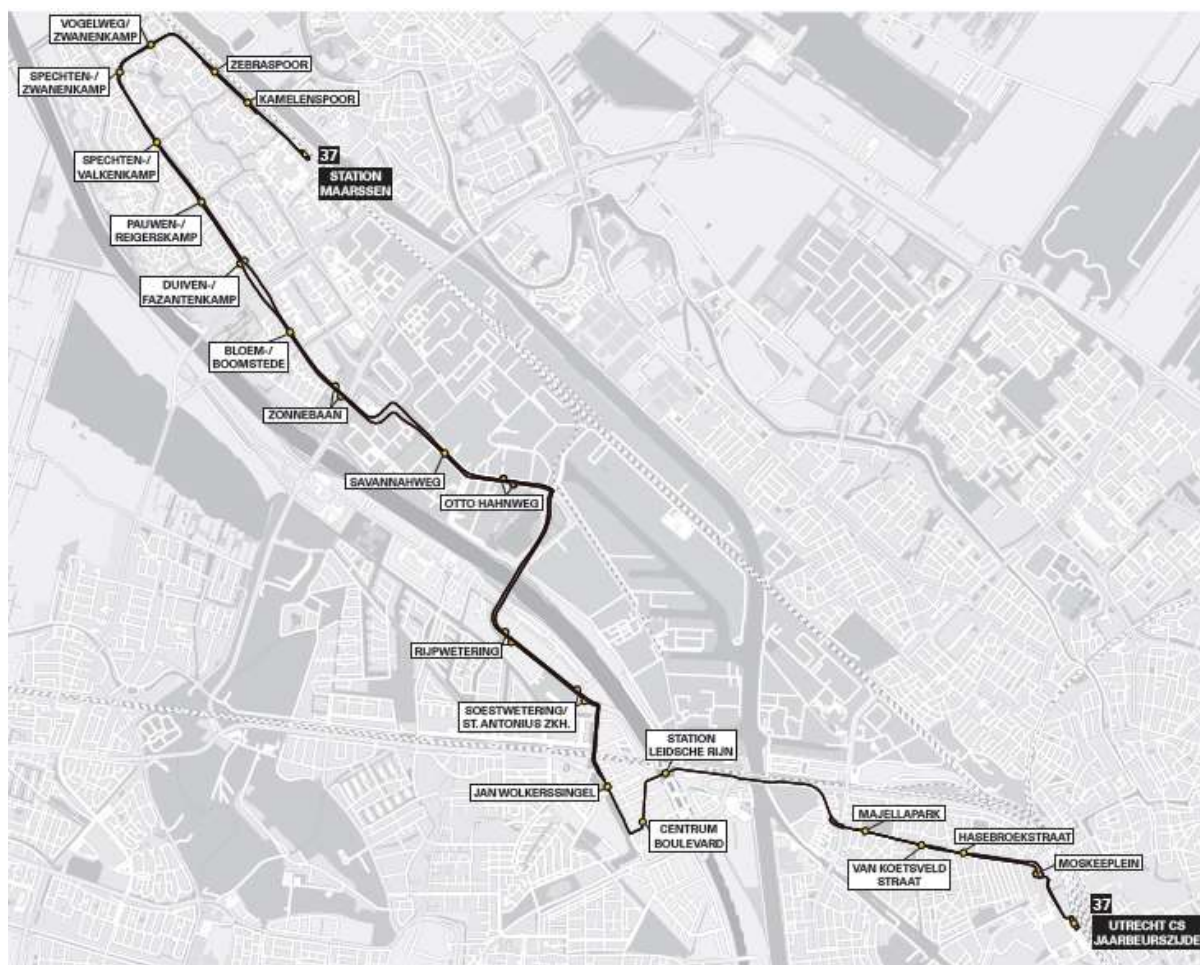 VOGELWEG/
ZWANENKAMP
ZEBRASPOOR
SPECHTEN-/
ZWANENKAMP
KAMELENSPOOR
37
STATION
MAARSSEN
SPECHTEN-/
VALKENKAMP
PAUWEN-/
REIGERSKAMP
DUIVEN-/
FAZANTENKAMP
BLOEM-/
BOOMSTEDE
ZONNEBAAN
SAVANNAHWEG
OTTO HAHNWEG
RIJPWETERING
SOESTWETERING/
ST. ANTONIUS ZKH.
STATION
LEIDSCHE RIJN
JAN WOLKERSSINGEL
CENTRUM
BOULEVARD
MAJELLAPARK
HASEBROEKSTRAAT
VAN KOETSVELD
STRAAT
MOSKEEPLEIN
37
UTRECHT CS
JAARBEURSZIJDE